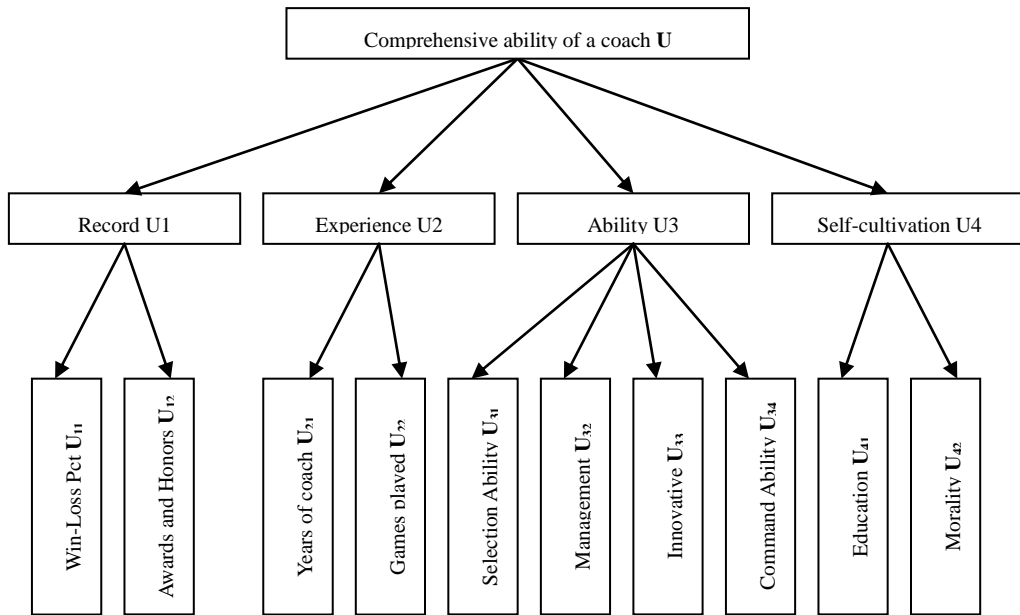 Comprehensive ability of a coach U
Record U1
Experience U2
Ability U3
Self-cultivation U4
Win-Loss Pct U₁₁
Awards and Honors U₁₂
Years of coach U₂₁
Games played U₂₂
Selection Ability U₃₁
Management U₃₂
Innovative U₃₃
Command Ability U₃₄
Education U₄₁
Morality U₄₂